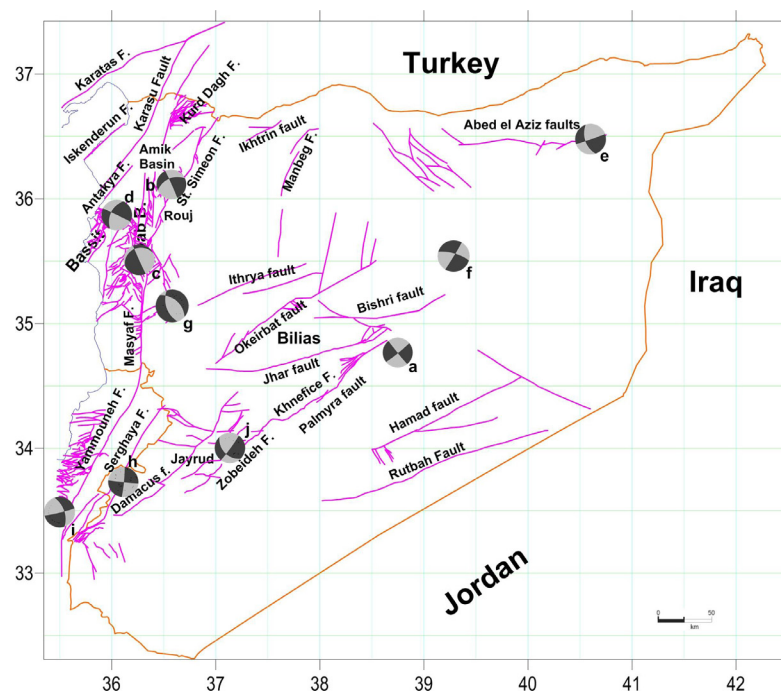 Turkey
37
Karatas F.
Karasu Fault
Kurd Dagh F.
Iskenderun F.
Ikhtrin fault
Manbeg F.
Abed el Aziz faults
e
Amik
Basin
Antakya F.
b
St. Simeon F.
36
d
Rouj
Bassit
ab B.
c
f
Iraq
Ithrya fault
g
Okeirbat fault
Bishri fault
35
Masyaf F.
Bilias
a
Jhar fault
Khnefice F.
Palmyra fault
Hamad fault
Yammouneh F.
Serghaya F.
j
34
Jayrud
Zobeideh F.
Rutbah Fault
h
Damacus f.
i
33
Jordan
0 50
km
36 37 38 39 40 41 42